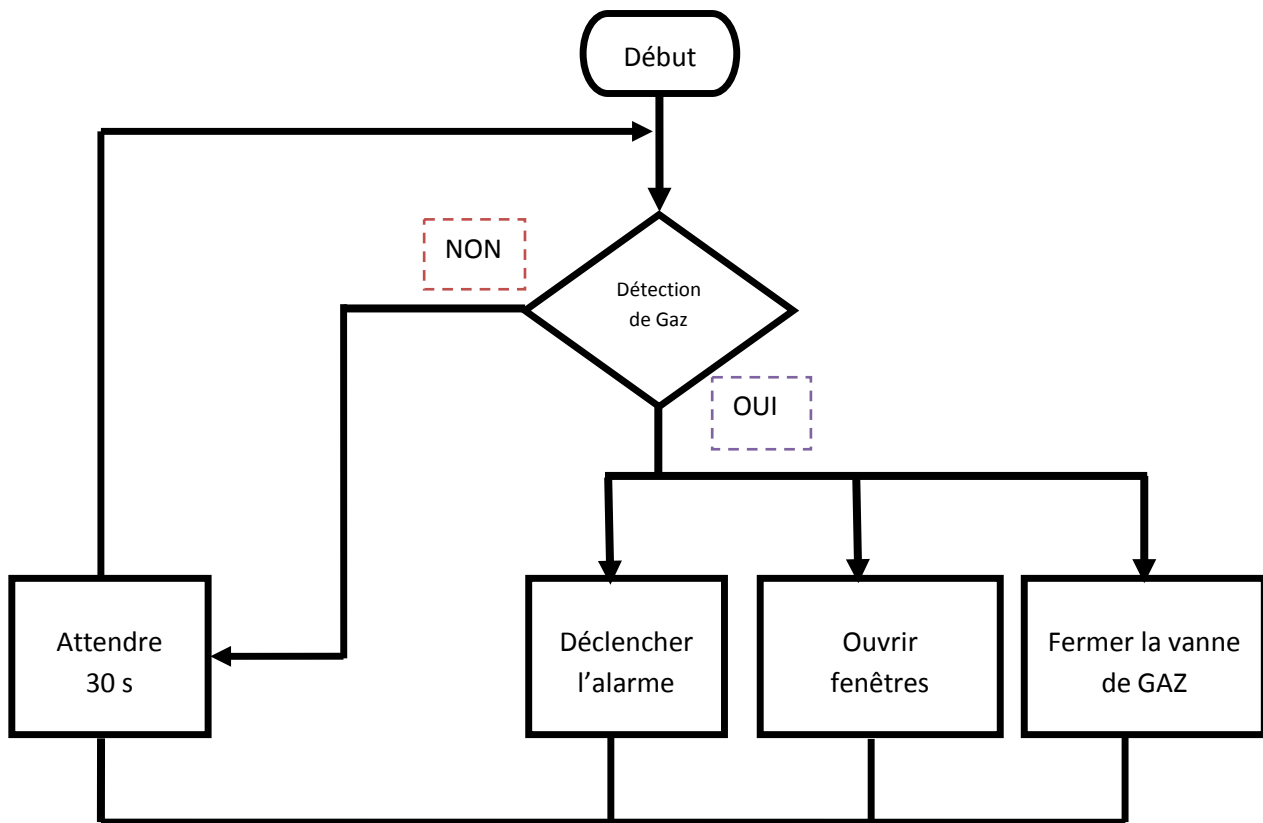 Début
NON
Détection
de Gaz
OUI
Attendre
30 s
Déclencher
l’alarme
Ouvrir
fenêtres
Fermer la vanne
de GAZ